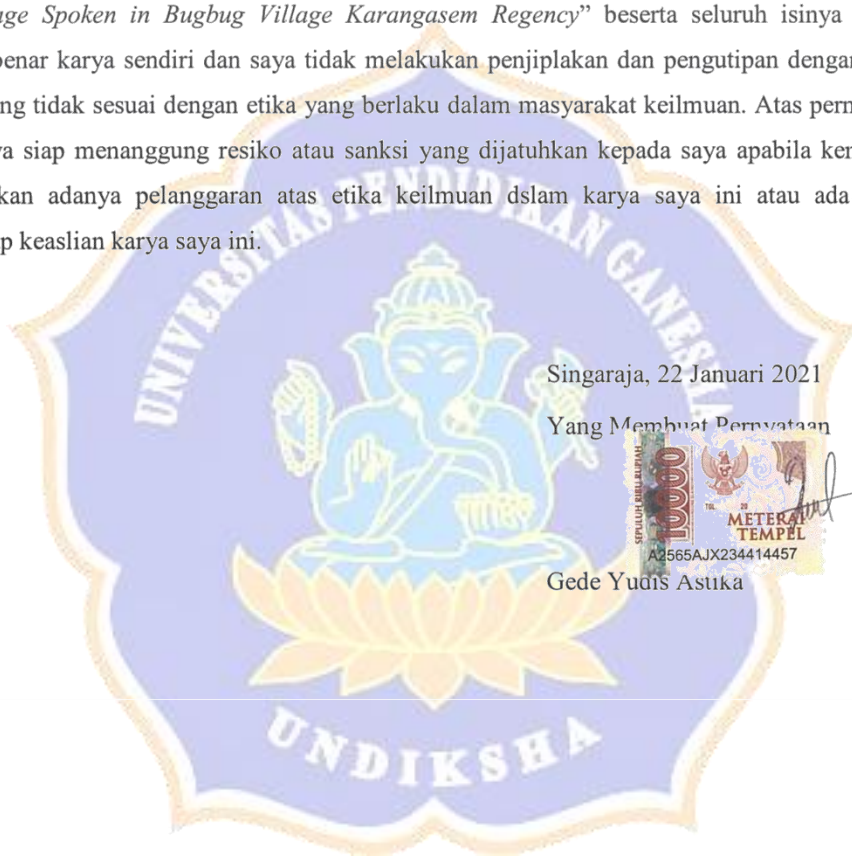 age Spoken in Bugbug Village Karangasem Regency” beserta seluruh isinya
benar karya sendiri dan saya tidak melakukan penjiplakan dan pengutipan dengan
ng tidak sesuai dengan etika yang berlaku dalam masyarakat keilmuan. Atas pern
a siap menanggung resiko atau sanksi yang dijatuhkan kepada saya apabila ken
kan adanya pelanggaran atas etika keilmuan dslam karya saya ini atau ada
p keaslian karya saya ini.
UNIVERSITAS PENDIDIKAN GANESHA
Singaraja, 22 Januari 2021
Yang Membuat Pernyataan
SEPULUH RIBU RUPIAH
10000
TGL. 20
METERAI
TEMPEL
A2565AJX234414457
Gede Yudis Astika
UNDIKSHA